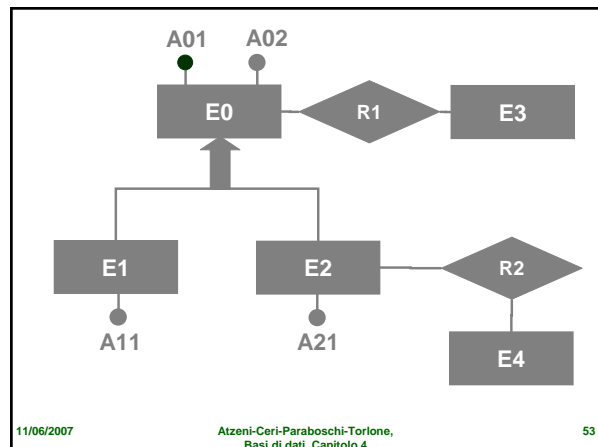 A01 A02
E0 R1 E3
E1 E2 R2
A11 A21 E4
11/06/2007 Atzeni-Ceri-Paraboschi-Torlone, 53
Basi di dati, Capitolo 4